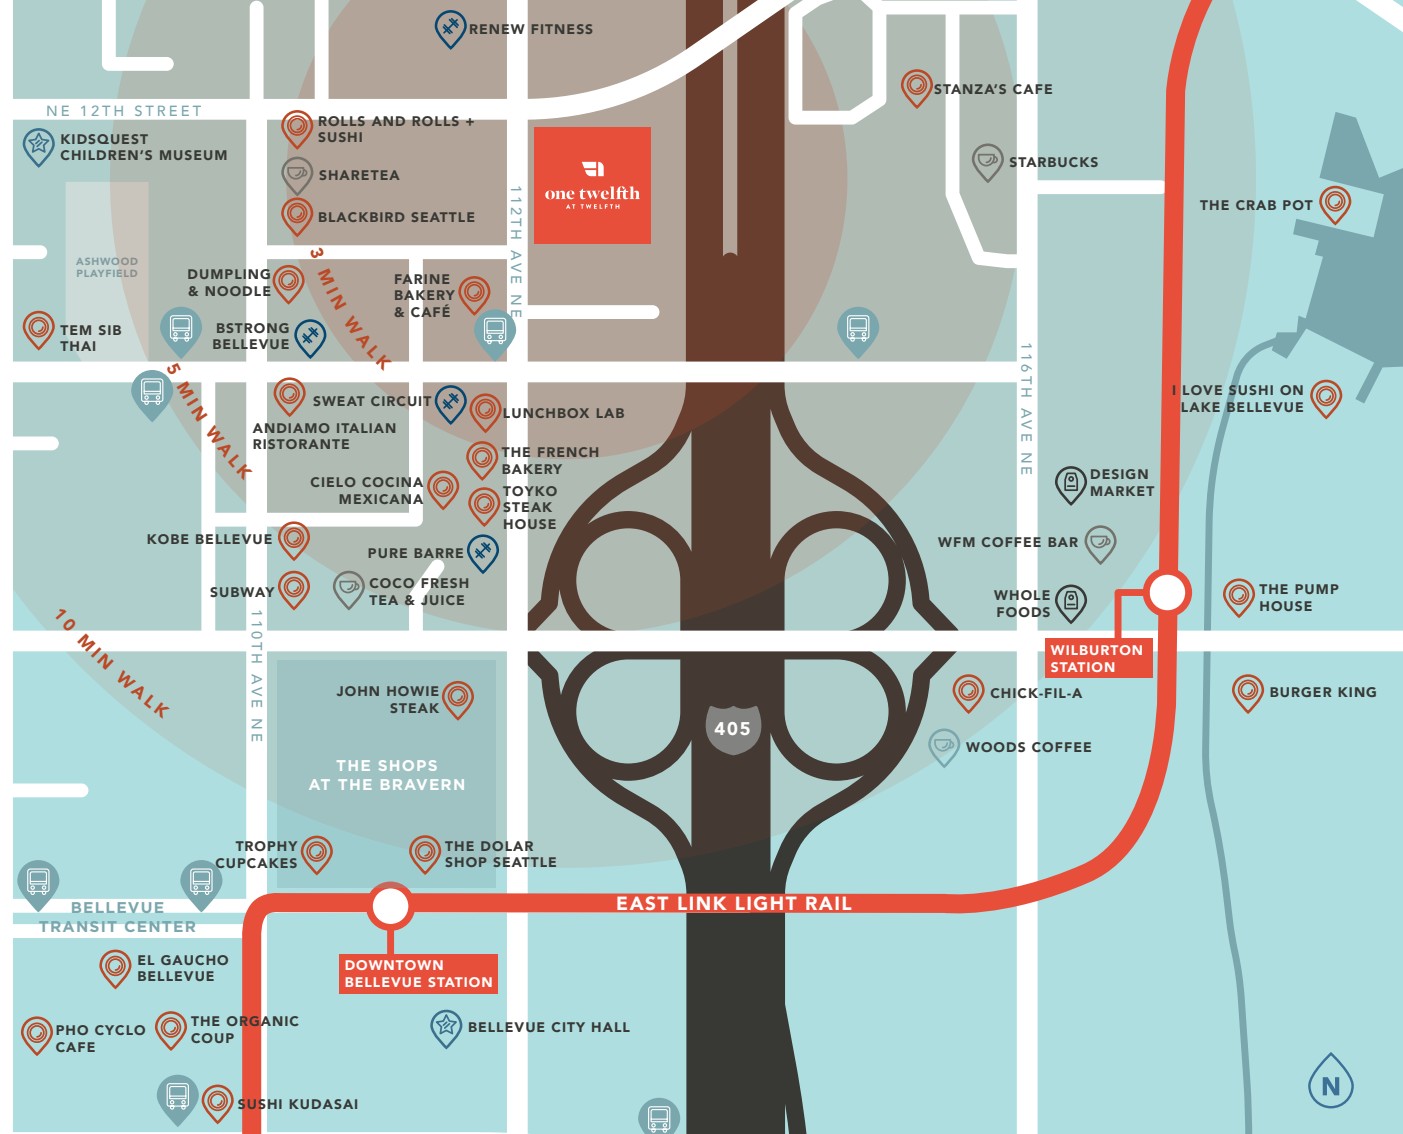 RENEW FITNESS
STANZA'S CAFE
NE 12TH STREET
ROLLS AND ROLLS +
SUSHI
KIDSQUEST
CHILDREN'S MUSEUM
STARBUCKS
SHARETEA
one twelfth
AT TWELFTH
112TH AVE NE
THE CRAB POT
BLACKBIRD SEATTLE
ASHWOOD
PLAYFIELD
3 MIN WALK
DUMPLING
& NOODLE
FARINE
BAKERY
& CAFÉ
TEM SIB
THAI
BSTRONG
BELLEVUE
5 MIN WALK
116TH AVE NE
I LOVE SUSHI ON
LAKE BELLEVUE
SWEAT CIRCUIT
LUNCHBOX LAB
ANDIAMO ITALIAN
RISTORANTE
THE FRENCH
BAKERY
CIELO COCINA
MEXICANA
TOYKO
STEAK
HOUSE
DESIGN
MARKET
KOBE BELLEVUE
PURE BARRE
WFM COFFEE BAR
SUBWAY
COCO FRESH
TEA & JUICE
WHOLE
FOODS
THE PUMP
HOUSE
10 MIN WALK
110TH AVE NE
WILBURTON
STATION
JOHN HOWIE
STEAK
CHICK-FIL-A
BURGER KING
405
WOODS COFFEE
THE SHOPS
AT THE BRAVERN
TROPHY
CUPCAKES
THE DOLAR
SHOP SEATTLE
EAST LINK LIGHT RAIL
BELLEVUE
TRANSIT CENTER
DOWNTOWN
BELLEVUE STATION
EL GAUCHO
BELLEVUE
PHO CYCLO
CAFE
THE ORGANIC
COUP
BELLEVUE CITY HALL
SUSHI KUDASAI
N